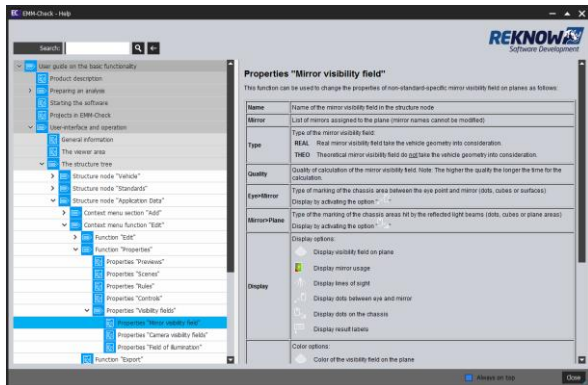 EC EMM-Check - Help
REKNOW
Software Development
Search:
User guide on the basic functionality
Product description
Preparing an analysis
Starting the software
Projects in EMM-Check
User-interface and operation
General information
The viewer area
The structure tree
Structure node "Vehicle"
Structure node "Standards"
Structure node "Application Data"
Context menu section "Add"
Context menu function "Edit"
Function "Edit"
Function "Properties"
Properties "Previews"
Properties "Scenes"
Properties "Rules"
Properties "Controls"
Properties "Visibility fields"
Properties "Mirror visibility field"
Properties "Camera visibility fields"
Properties "Field of illumination"
Function "Export"
Properties "Mirror visibility field"
This function can be used to change the properties of non-standard-specific mirror visibility field on planes as follows:
Name Name of the mirror visibility field in the structure node
Mirror List of mirrors assigned to the plane (mirror names cannot be modified)
Type Type of the mirror visibility field:
REAL Real mirror visibility field take the vehicle geometry into consideration.
THEO Theoretical mirror visibility field do not take the vehicle geometry into consideration.
Quality Quality of calculation of the mirror visibility field. Note: The higher the quality the longer the time for the
calculation.
Eye>Mirror Type of marking of the chassis area between the eye point and mirror (dots, cubes or surfaces)
Display by activating the option " "
Mirror>Plane Type of the marking of the chassis areas hit by the reflected light beams (dots, cubes or plane areas)
Display by activating the option " "
Display Display options:
Display visibility field on plane
Display mirror usage
Display lines of sight
Display dots between eye and mirror
Display dots on the chassis
Display result labels
Color options:
Color of the visibility field on the plane
Always on top
Close